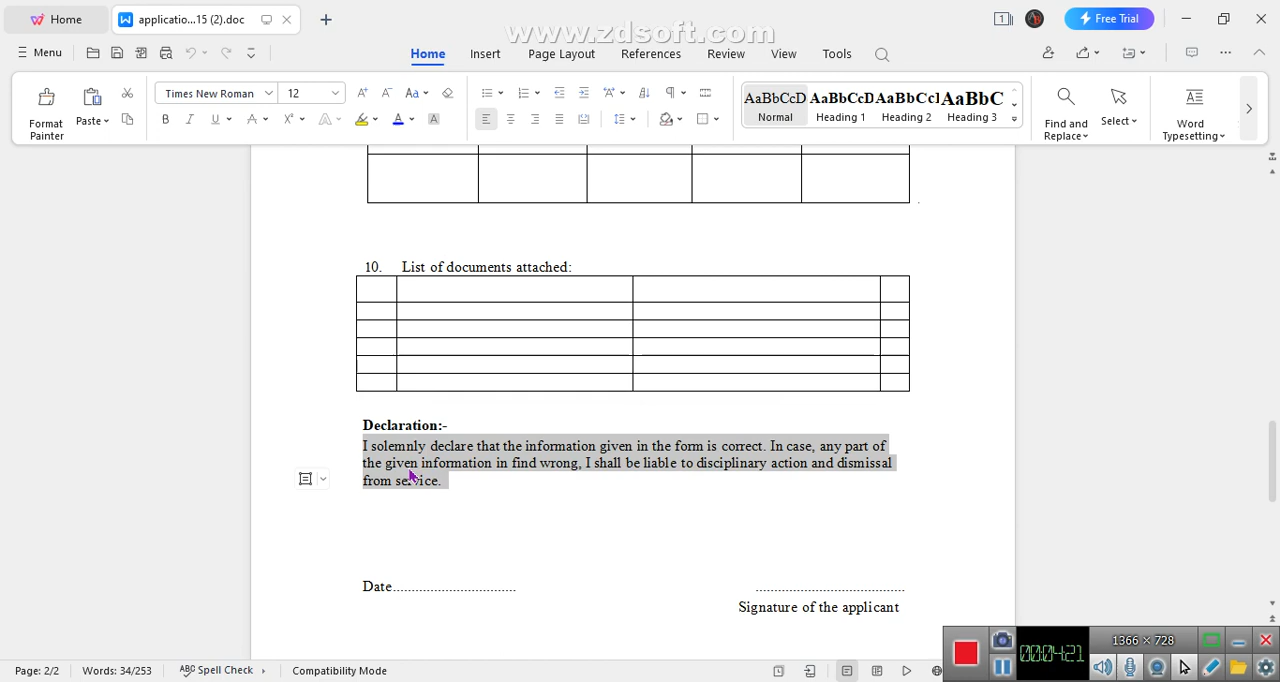 Home
applicatio...15 (2).doc
www.zdsoft.com
Free Trial
Menu
Home
Insert
Page Layout
References
Review
View
Tools
Format
Painter
Paste
Times New Roman
12
AaBbCcD
Normal
AaBbCcD
Heading 1
AaBbCcl
Heading 2
AaBbC
Heading 3
Find and
Replace
Select
Word
Typesetting
10. List of documents attached:
Declaration:-
I solemnly declare that the information given in the form is correct. In case, any part of
the given information in find wrong, I shall be liable to disciplinary action and dismissal
from service.
Date...............................
.......................................
Signature of the applicant
1366 × 728
00:04:21
Page: 2/2
Words: 34/253
Spell Check
Compatibility Mode